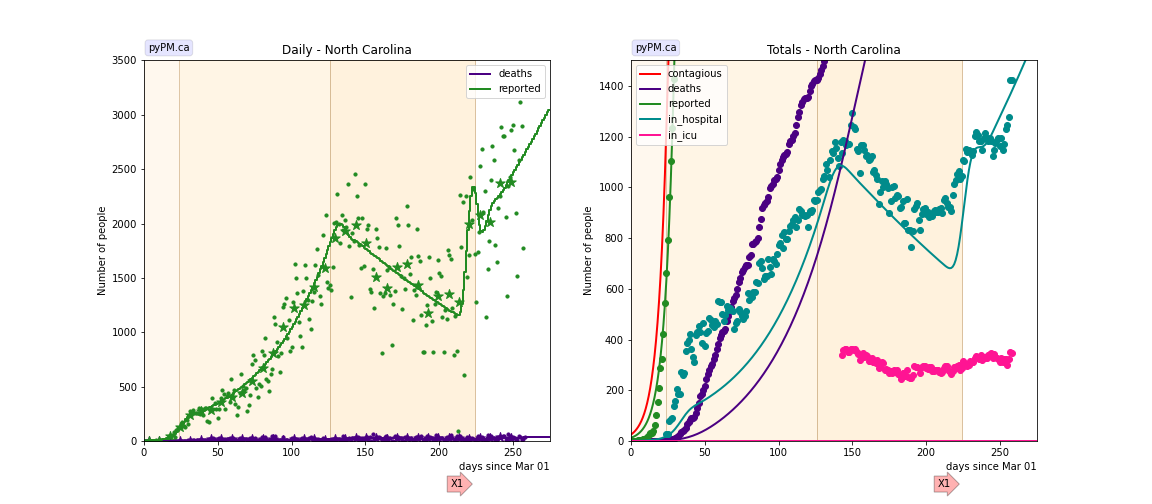 pyPM.ca
Daily - North Carolina
3500
3000
2500
2000
1500
1000
500
0
Number of people
deaths
reported
0
50
100
150
200
250
days since Mar 01
X1
pyPM.ca
Totals - North Carolina
1400
1200
1000
800
600
400
200
0
Number of people
contagious
deaths
reported
in_hospital
in_icu
0
50
100
150
200
250
days since Mar 01
X1